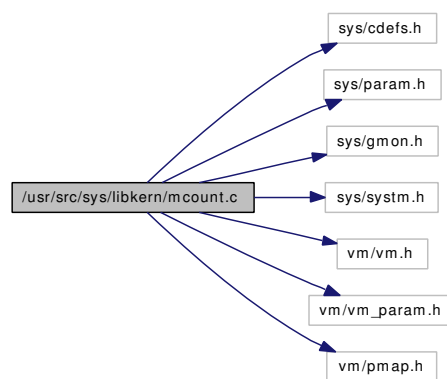 sys/cdefs.h
sys/param.h
sys/gmon.h
/usr/src/sys/libkern/mcount.c
sys/systm.h
vm/vm.h
vm/vm_param.h
vm/pmap.h